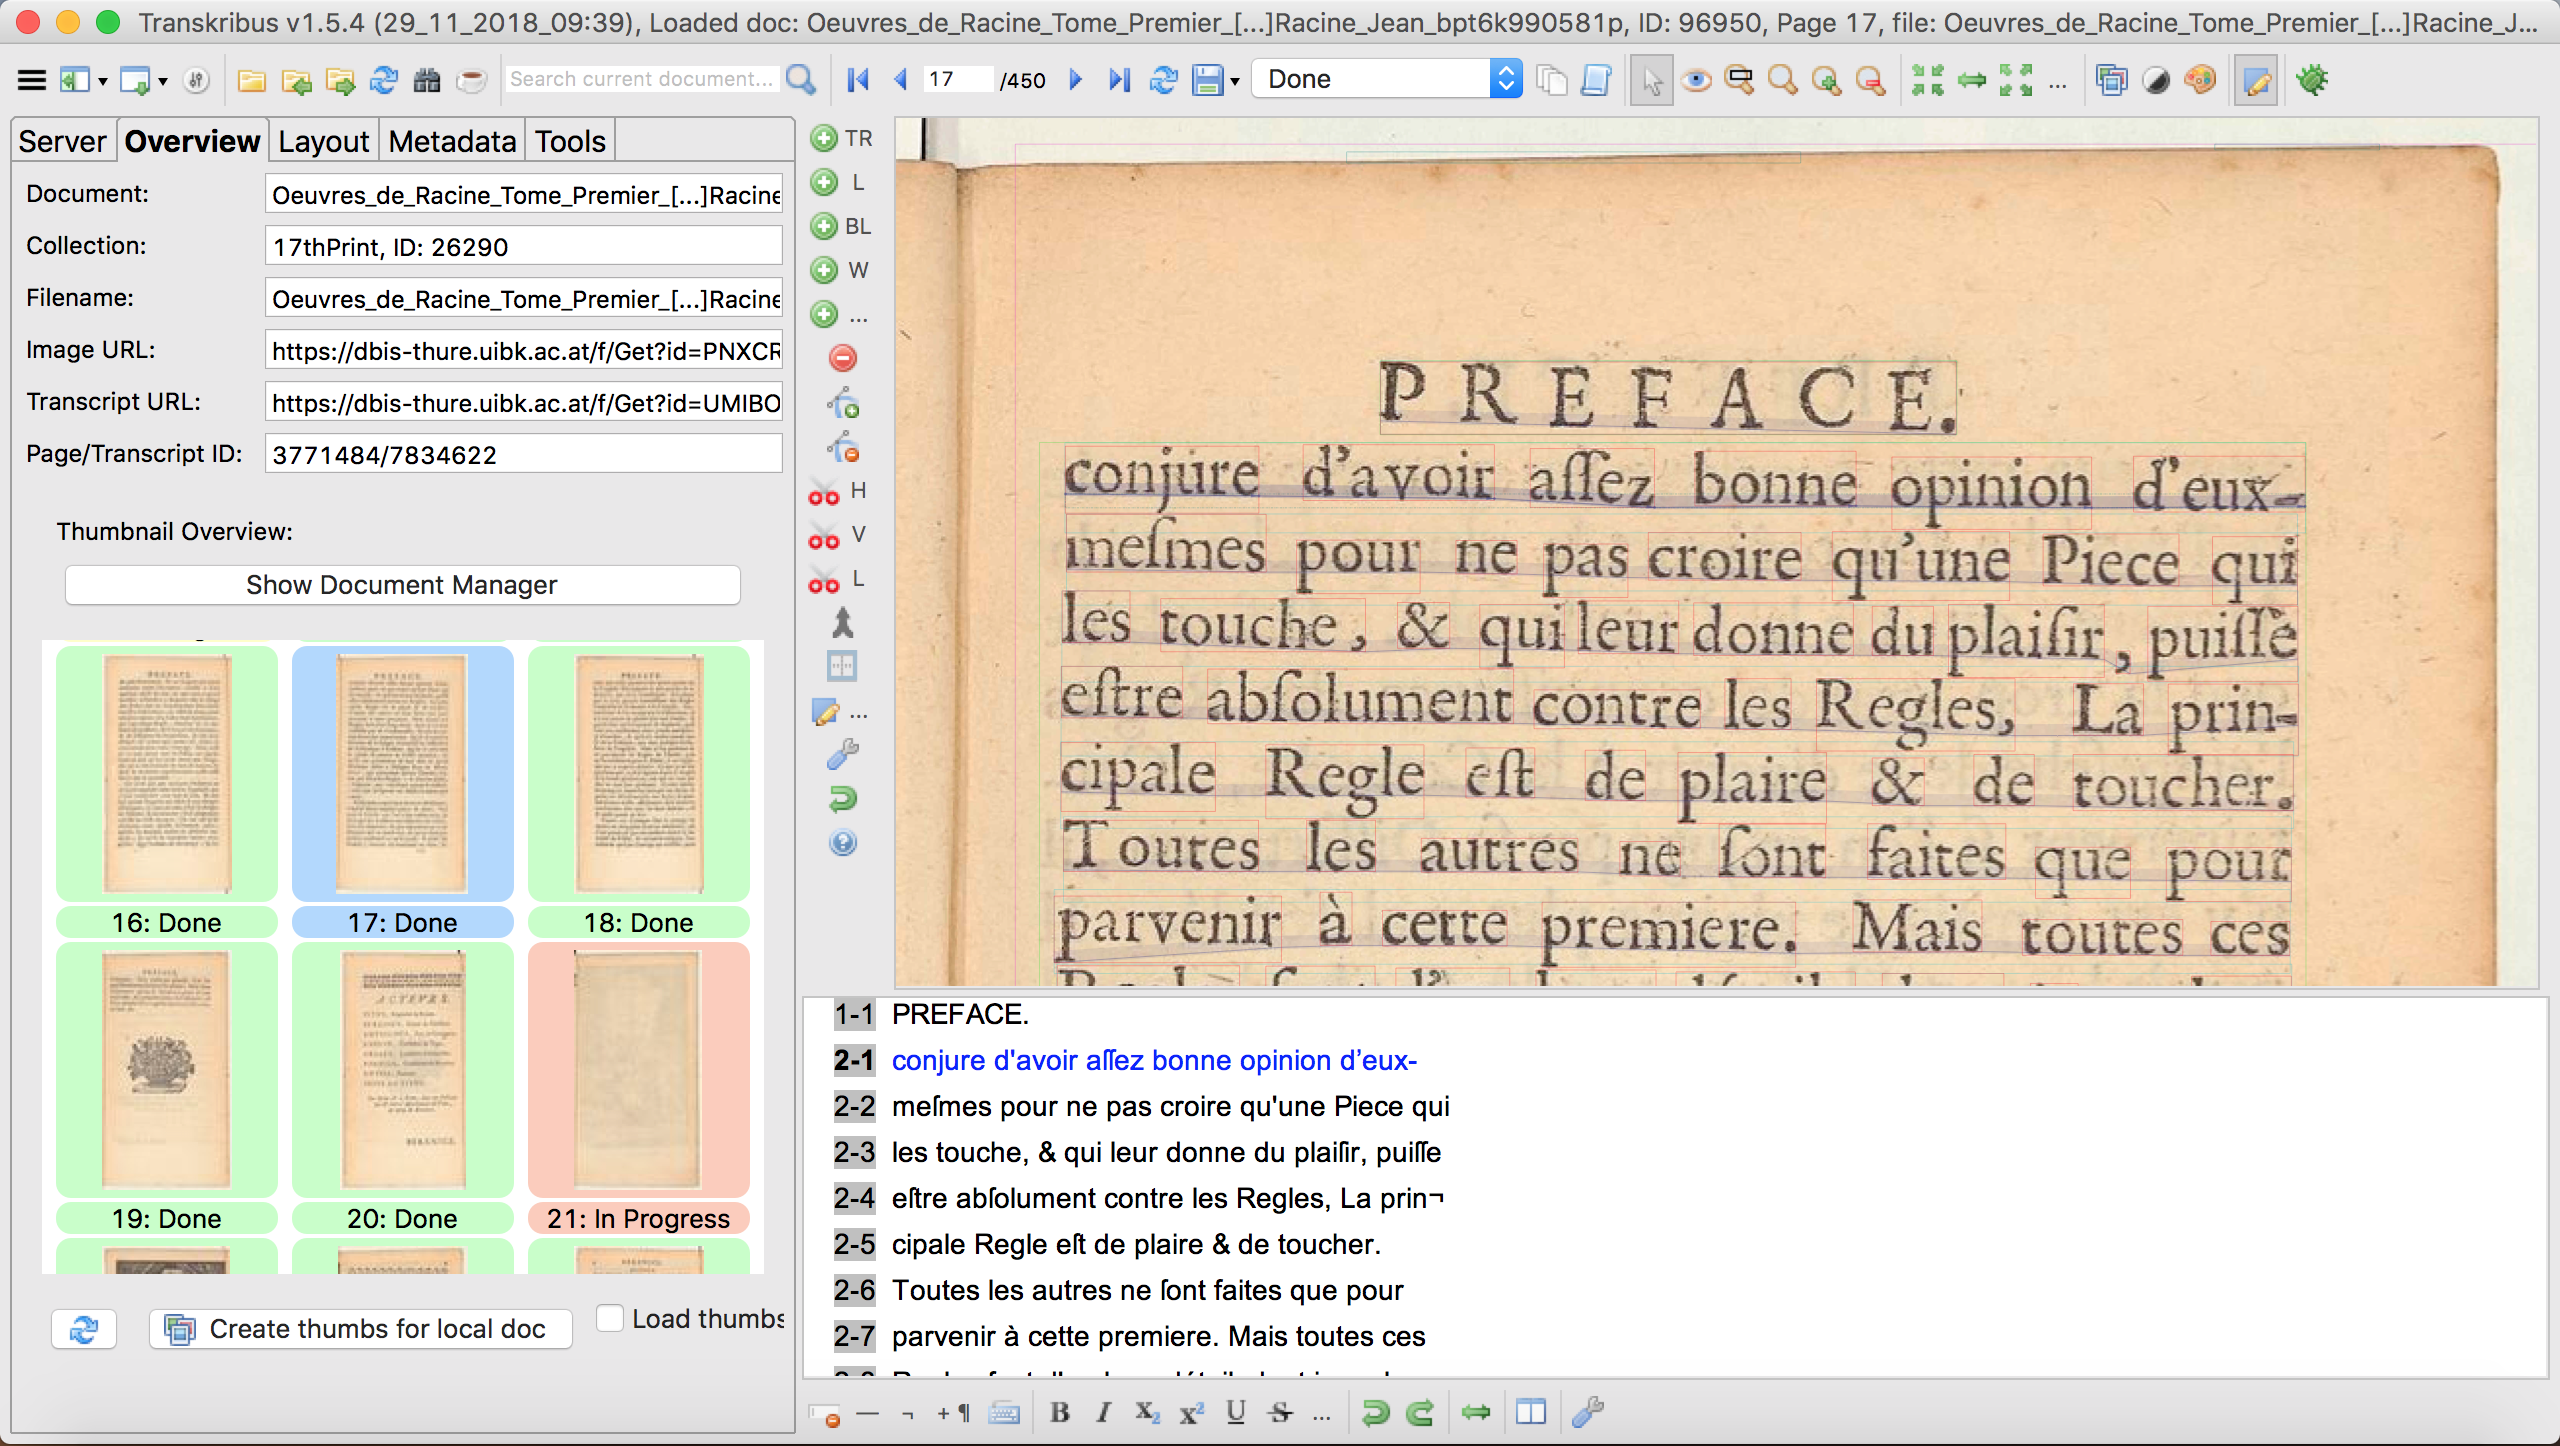 Transkribus v1.5.4 (29_11_2018_09:39), Loaded doc: Oeuvres_de_Racine_Tome_Premier_[...]Racine_Jean_bpt6k990581p, ID: 96950, Page 17, file: Oeuvres_de_Racine_Tome_Premier_[...]Racine_J...
Search current document...
17 /450
Done
...
Server Overview Layout Metadata Tools
Document: Oeuvres_de_Racine_Tome_Premier_[...]Racine
Collection: 17thPrint, ID: 26290
Filename: Oeuvres_de_Racine_Tome_Premier_[...]Racine
Image URL: https://dbis-thure.uibk.ac.at/f/Get?id=PNXCR
Transcript URL: https://dbis-thure.uibk.ac.at/f/Get?id=UMIBO
Page/Transcript ID: 3771484/7834622
Thumbnail Overview:
Show Document Manager
16: Done
17: Done
18: Done
ACTEURS.
19: Done
20: Done
21: In Progress
Create thumbs for local doc
Load thumbs
TR
L
BL
W
...
H
V
L
...
PREFACE.
conjure d'avoir aſſez bonne opinion d'eux-
meſmes pour ne pas croire qu'une Piece qui
les touche, & qui leur donne du plaiſir, puiſſe
eſtre abſolument contre les Regles, La prin-
cipale Regle eſt de plaire & de toucher.
Toutes les autres ne ſont faites que pour
parvenir à cette premiere. Mais toutes ces
1-1 PREFACE.
2-1 conjure d'avoir aſſez bonne opinion d’eux-
2-2 meſmes pour ne pas croire qu'une Piece qui
2-3 les touche, & qui leur donne du plaiſir, puiſſe
2-4 eſtre abſolument contre les Regles, La prin¬
2-5 cipale Regle eſt de plaire & de toucher.
2-6 Toutes les autres ne ſont faites que pour
2-7 parvenir à cette premiere. Mais toutes ces
— ¬ +¶ B I X2 x2 U S ...